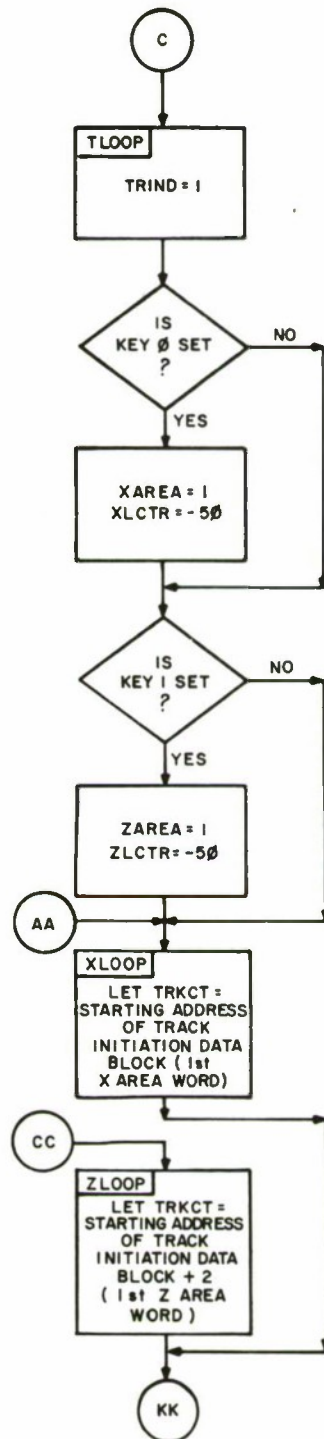 C
TLOOP
TRIND = 1
IS
KEY Ø SET
?
NO
YES
XAREA = 1
XLCTR = -5Ø
IS
KEY 1 SET
?
NO
YES
ZAREA = 1
ZLCTR = -5Ø
AA
XLOOP
LET TRKCT =
STARTING ADDRESS
OF TRACK
INITIATION DATA
BLOCK (1st
X AREA WORD)
CC
ZLOOP
LET TRKCT =
STARTING ADDRESS
OF TRACK
INITIATION DATA
BLOCK + 2
(1st Z AREA
WORD)
KK